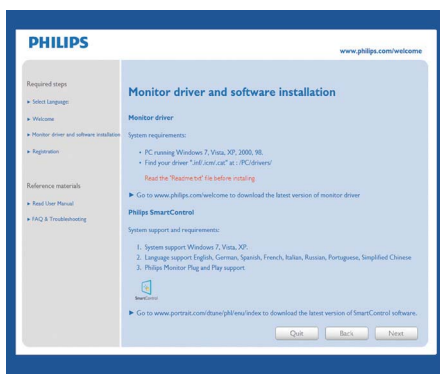 PHILIPS
www.philips.com/welcome
Required steps
▸ Select Language:
▸ Welcome
▸ Monitor driver and software installation
▸ Registration
Reference materials
▸ Read User Manual
▸ FAQ & Troubleshooting
Monitor driver and software installation
Monitor driver
System requirements:
• PC running Windows 7, Vista, XP, 2000, 98.
• Find your driver ".inf/.icm/.cat" at : /PC/drivers/
Read the "Readme.txt" file before installing.
▸ Go to www.philips.com/welcome to download the latest version of monitor driver
Philips SmartControl
System support and requirements:
1. System support Windows 7, Vista, XP.
2. Language support English, German, Spanish, French, Italian, Russian, Portuguese, Simplified Chinese
3. Philips Monitor Plug and Play support
SmartControl
▸ Go to www.portrait.com/dtune/phl/enu/index to download the latest version of SmartControl software.
Quit Back Next